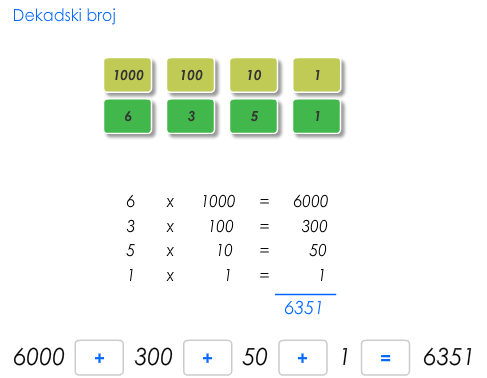 Dekadski broj
1000 100 10 1
6 3 5 1
6 x 1000 = 6000
3 x 100 = 300
5 x 10 = 50
1 x 1 = 1
6351
6000 + 300 + 50 + 1 = 6351